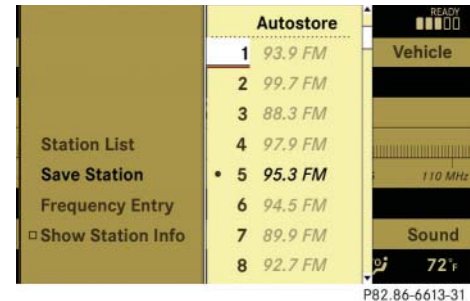 READY
Autostore
1 93.9 FM
Vehicle
2 99.7 FM
3 88.3 FM
Station List
4 97.9 FM
Save Station
• 5 95.3 FM
110 MHz
Frequency Entry
6 94.5 FM
Show Station Info
7 89.9 FM
Sound
8 92.7 FM
72°F
P82.86-6613-31